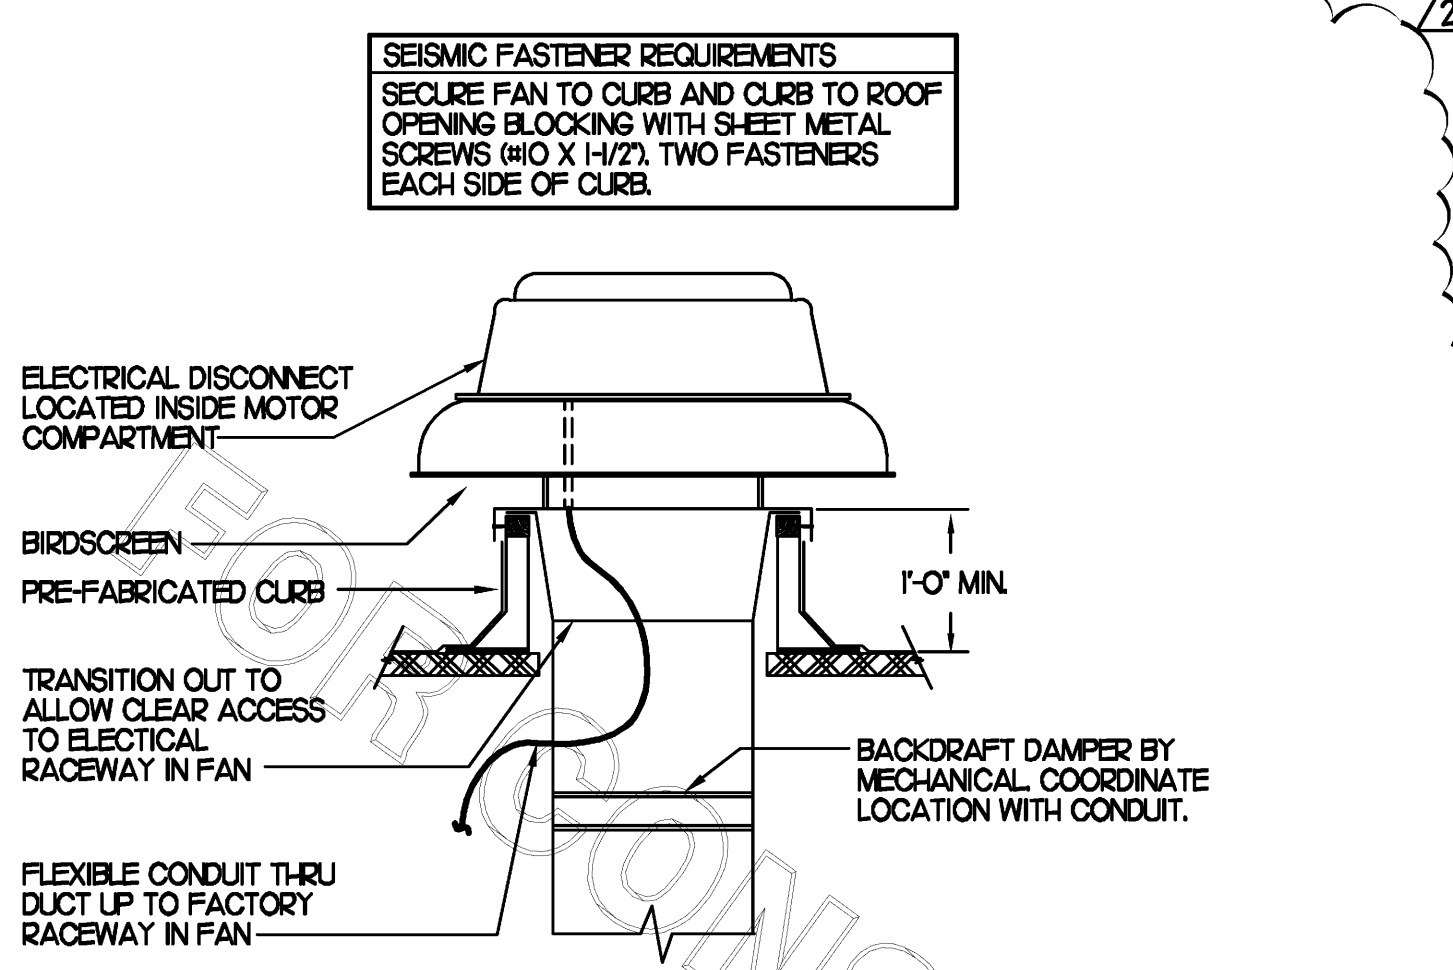 2
SEISMIC FASTENER REQUIREMENTS
SECURE FAN TO CURB AND CURB TO ROOF
OPENING BLOCKING WITH SHEET METAL
SCREWS (#10 X 1-1/2"). TWO FASTENERS
EACH SIDE OF CURB.
ELECTRICAL DISCONNECT
LOCATED INSIDE MOTOR
COMPARTMENT
BIRDSCREEN
PRE-FABRICATED CURB
1'-0" MIN.
TRANSITION OUT TO
ALLOW CLEAR ACCESS
TO ELECTICAL
RACEWAY IN FAN
BACKDRAFT DAMPER BY
MECHANICAL. COORDINATE
LOCATION WITH CONDUIT.
FLEXIBLE CONDUIT THRU
DUCT UP TO FACTORY
RACEWAY IN FAN
FOR CON